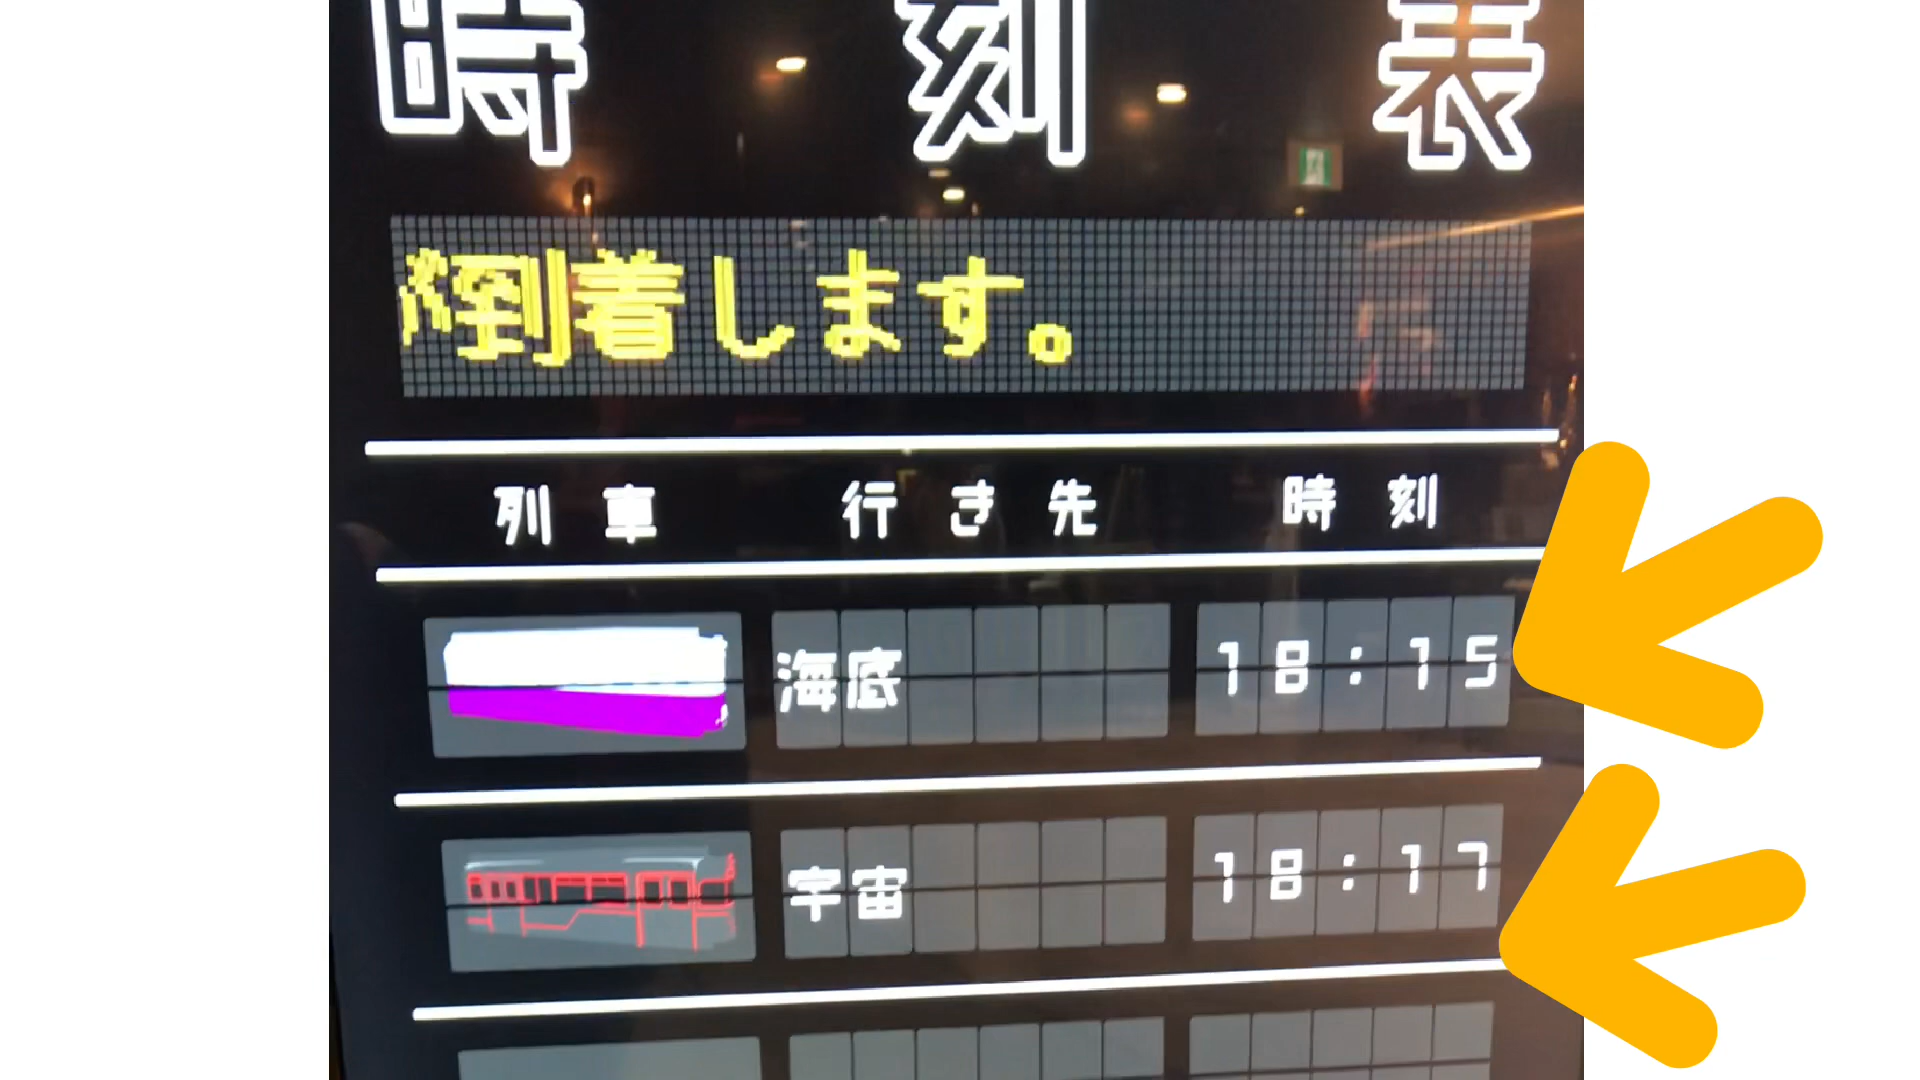 時刻表
到着します。
列車 行き先 時刻
海底 18:15
宇宙 18:17